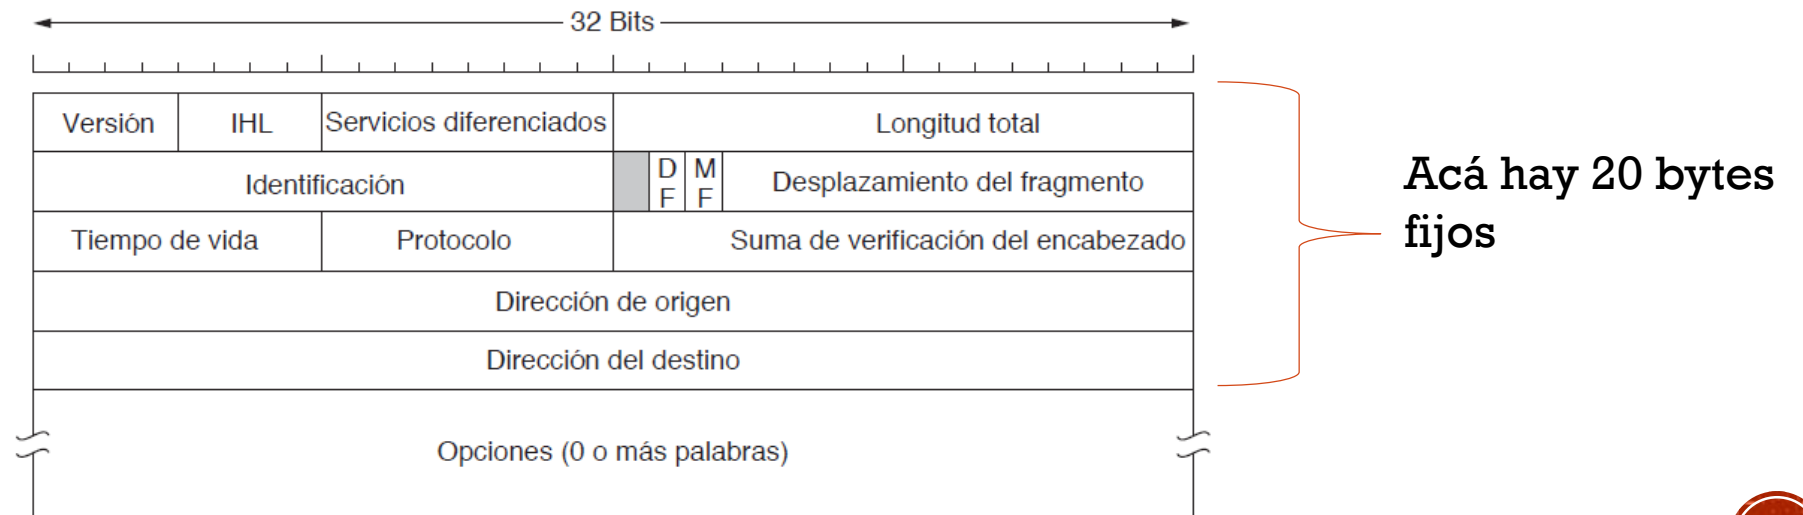 32 Bits
Versión IHL Servicios diferenciados Longitud total
Identificación D F M F Desplazamiento del fragmento
Tiempo de vida Protocolo Suma de verificación del encabezado
Dirección de origen
Dirección del destino
Opciones (0 o más palabras)
Acá hay 20 bytes
fijos